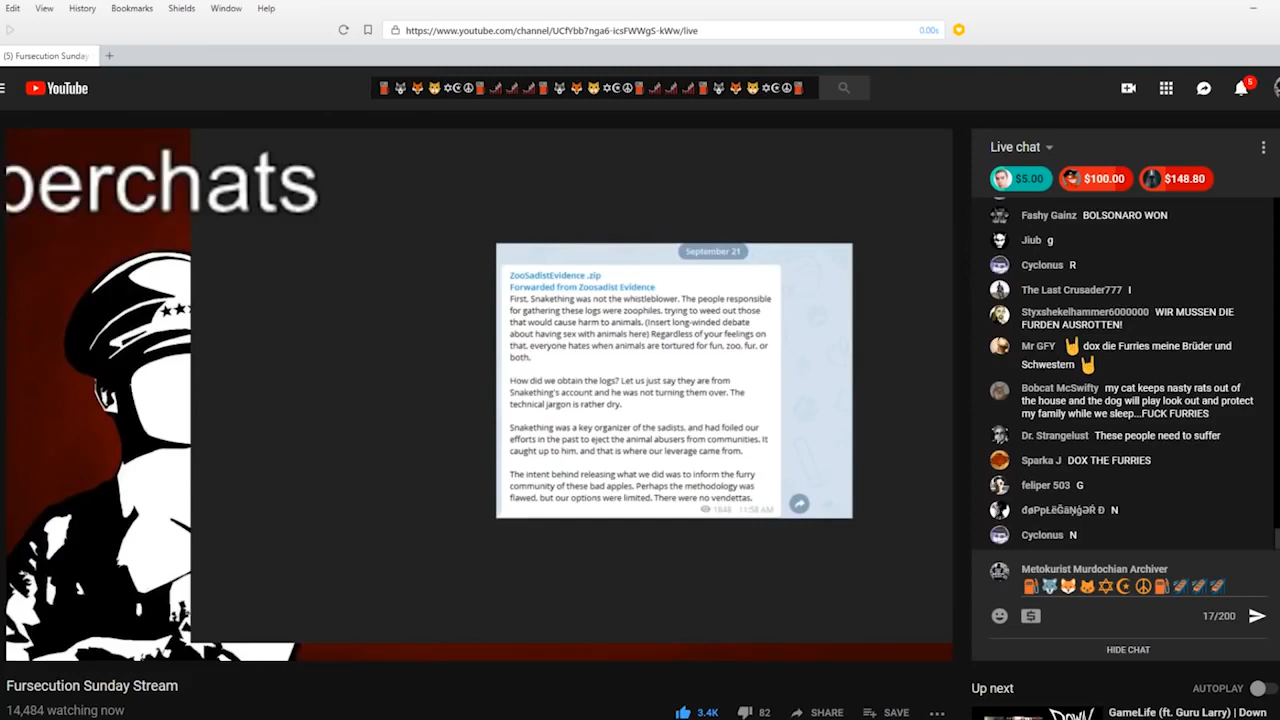 Edit View History Bookmarks Shields Window Help
https://www.youtube.com/channel/UCfYbb7nga6-icsFWWgS-kWw/live
0.00s
(5) Fursecution Sunday
YouTube
5
perchats
September 21
ZooSadistEvidence .zip
Forwarded from Zoosadist Evidence
First, Snakething was not the whistleblower. The people responsible
for gathering these logs were zoophiles, trying to weed out those
that would cause harm to animals. (Insert long-winded debate
about having sex with animals here) Regardless of your feelings on
that, everyone hates when animals are tortured for fun, zoo, fur, or
both.
How did we obtain the logs? Let us just say they are from
Snakething's account and he was not turning them over. The
technical jargon is rather dry.
Snakething was a key organizer of the sadists, and had foiled our
efforts in the past to eject the animal abusers from communities. It
caught up to him, and that is where our leverage came from.
The intent behind releasing what we did was to inform the furry
community of these bad apples. Perhaps the methodology was
flawed, but our options were limited. There were no vendettas.
1848 11:58 AM
Live chat
$5.00 $100.00 $148.80
Fashy Gainz BOLSONARO WON
Jiub g
Cyclonus R
The Last Crusader777 I
Styxxhekelhammer660000 WIR MUSSEN DIE
FURDEN AUSROTTEN!
Mr GFY 🤘 dox die Furries meine Brüder und
Schwestern 🤘
Bobcat McSwifty my cat keeps nasty rats out of
the louse and the dog will play look out and protect
my family while we sleep...FUCK FURRIES
Dr. Strangelust These people need to suffer
Sparka J DOX THE FURRIES
feliper 503 G
Cyclonus N
Metokurist Murdochian Archiver
17/200
HIDE CHAT
Fursecution Sunday Stream
14,484 watching now
3.4K 82 SHARE SAVE
Up next
AUTOPLAY
GameLife (ft. Guru Larry) | Down